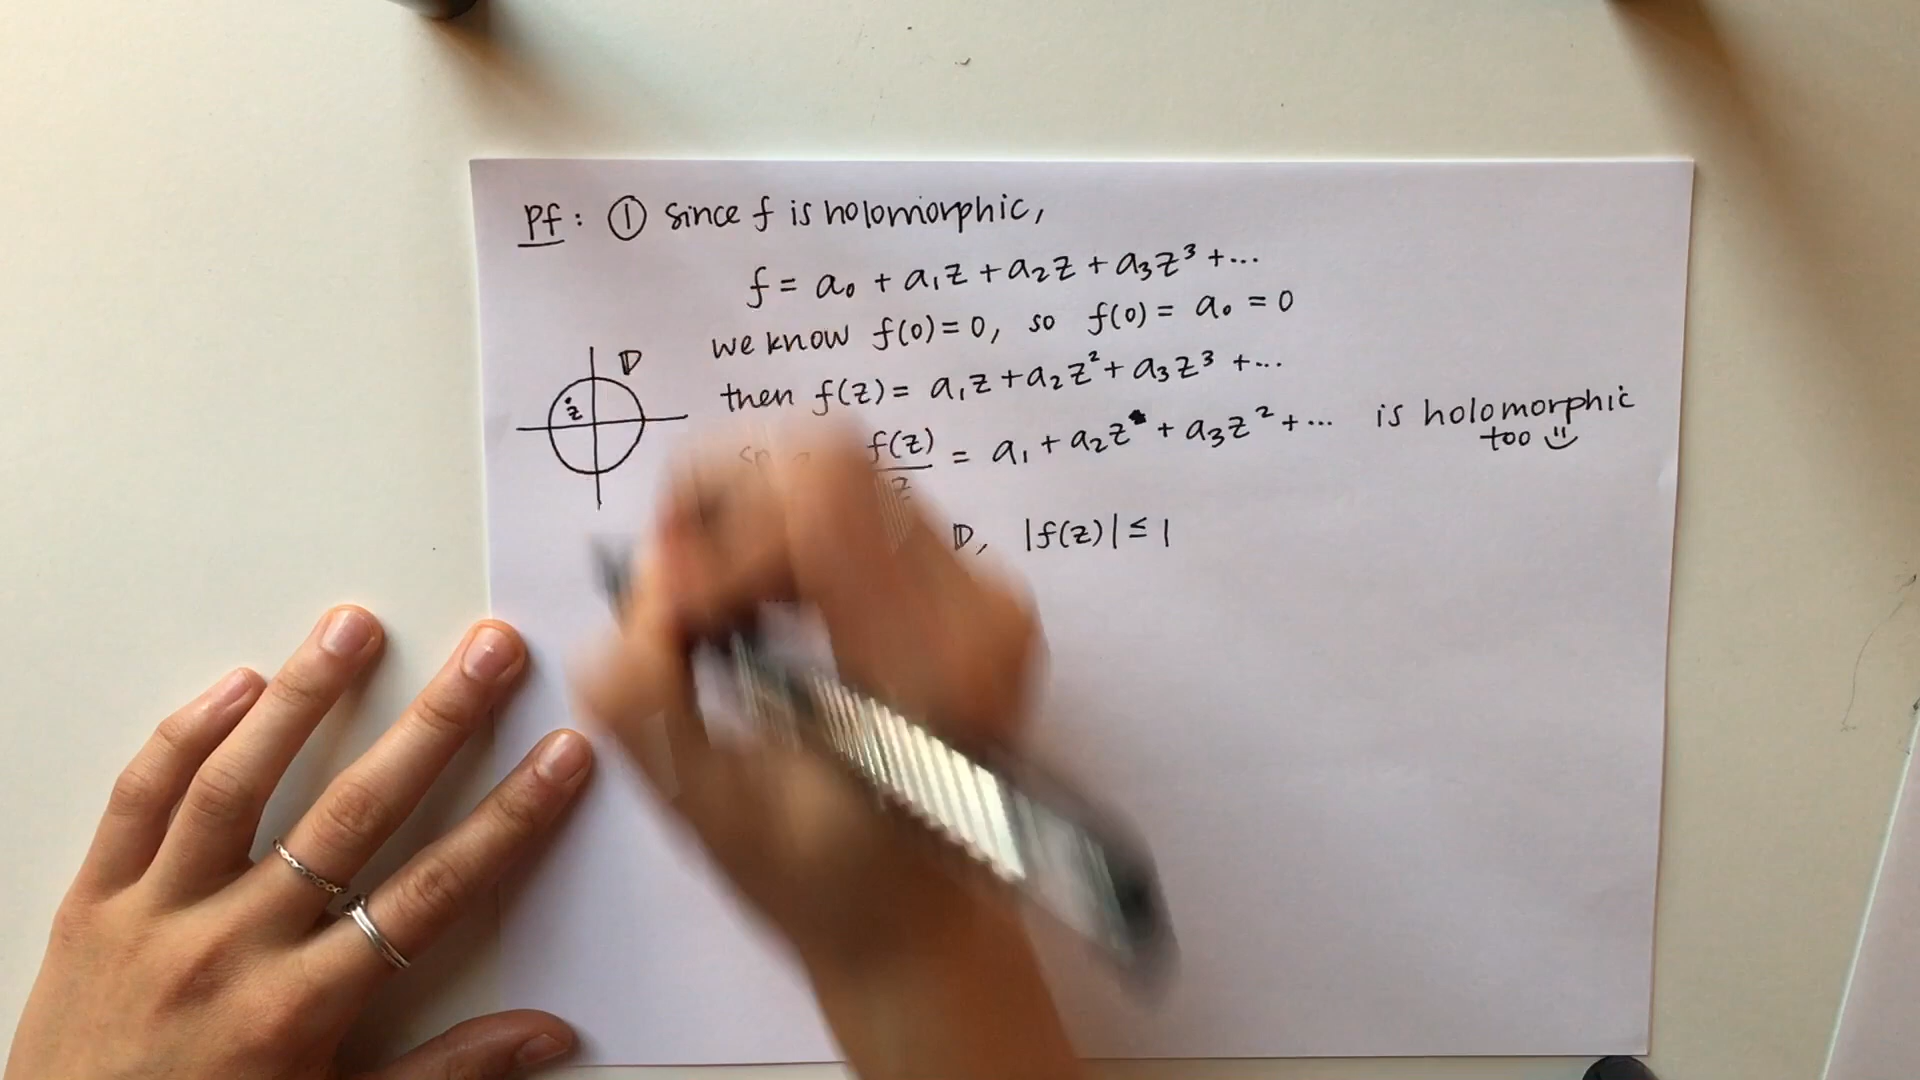 Pf: ① since f is holomorphic,
f = a₀ + a₁z + a₂z + a₃z³ + ...
we know f(0) = 0, so f(0) = a₀ = 0
then f(z) = a₁z + a₂z² + a₃z³ + ...
f(z)/z = a₁ + a₂z + a₃z² + ... is holomorphic
too
𝔻, |f(z)| ≤ 1
𝔻
z